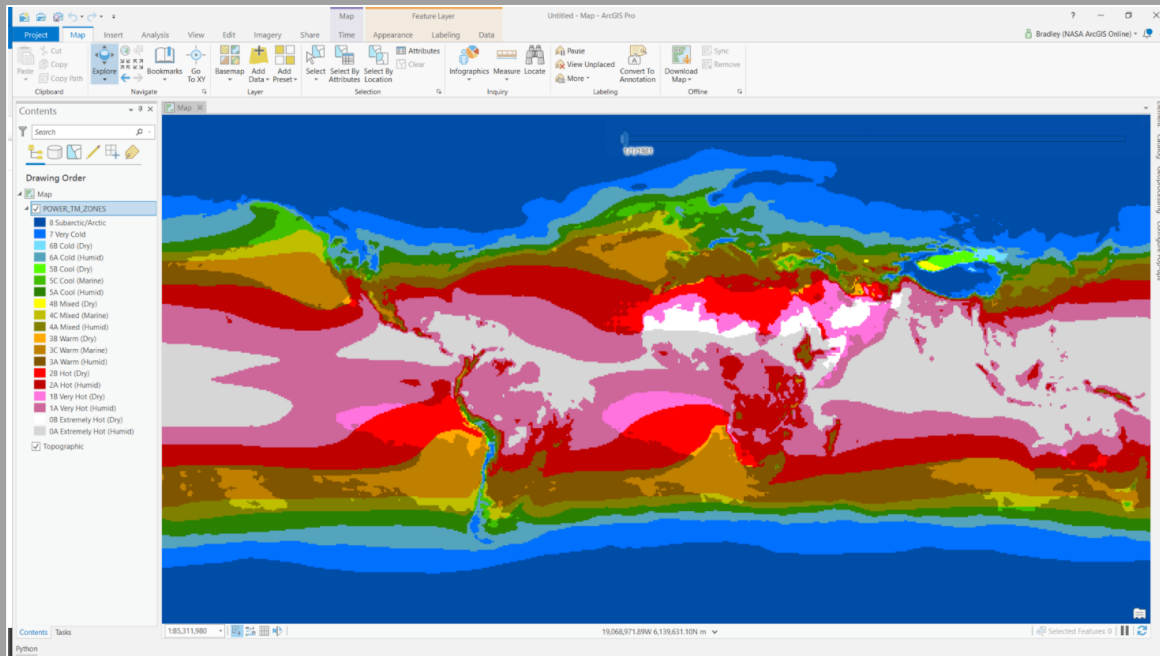 Map
Feature Layer
Untitled - Map - ArcGIS Pro
?
Project
Map
Insert
Analysis
View
Edit
Imagery
Share
Time
Appearance
Labeling
Data
Bradley (NASA ArcGIS Online)
Paste
Cut
Copy
Copy Path
Clipboard
Explore
Bookmarks
Go To XY
Navigate
Basemap
Add Data
Add Preset
Layer
Select
Select By Attributes
Select By Location
Attributes
Clear
Selection
Infographics
Measure
Locate
Inquiry
Pause
View Unplaced
More
Convert To Annotation
Labeling
Download Map
Sync
Remove
Offline
Contents
Map
Search
1/1/1981
Drawing Order
Map
POWER_TM_ZONES
8 Subarctic/Arctic
7 Very Cold
6B Cold (Dry)
6A Cold (Humid)
5B Cool (Dry)
5C Cool (Marine)
5A Cool (Humid)
4B Mixed (Dry)
4C Mixed (Marine)
4A Mixed (Humid)
3B Warm (Dry)
3C Warm (Marine)
3A Warm (Humid)
2B Hot (Dry)
2A Hot (Humid)
1B Very Hot (Dry)
1A Very Hot (Humid)
0B Extremely Hot (Dry)
0A Extremely Hot (Humid)
Topographic
Contents
Tasks
1:85,311,980
19,068,971.89W 6,139,631.10N m
Selected Features: 0
Python